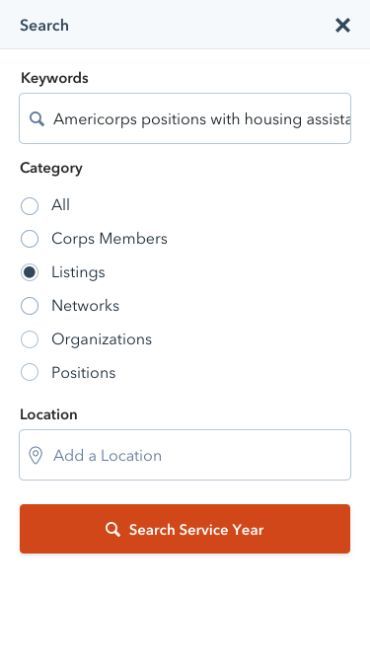 Search
Keywords
Americorps positions with housing assista
Category
All
Corps Members
Listings
Networks
Organizations
Positions
Location
Add a Location
Search Service Year